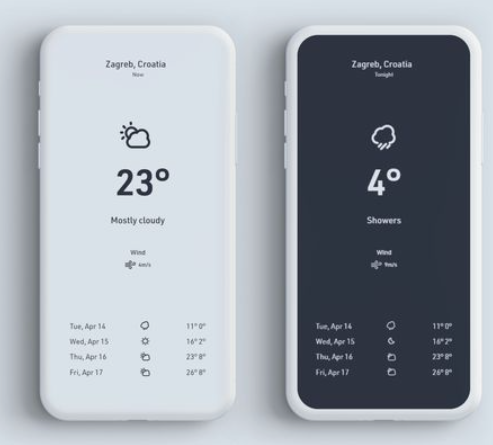 Zagreb, Croatia
Now
23°
Mostly cloudy
Wind
4m/s
Tue, Apr 14 11° 0°
Wed, Apr 15 16° 2°
Thu, Apr 16 23° 8°
Fri, Apr 17 26° 8°
Zagreb, Croatia
Tonight
4°
Showers
Wind
9m/s
Tue, Apr 14 11° 0°
Wed, Apr 15 16° 2°
Thu, Apr 16 23° 8°
Fri, Apr 17 26° 8°